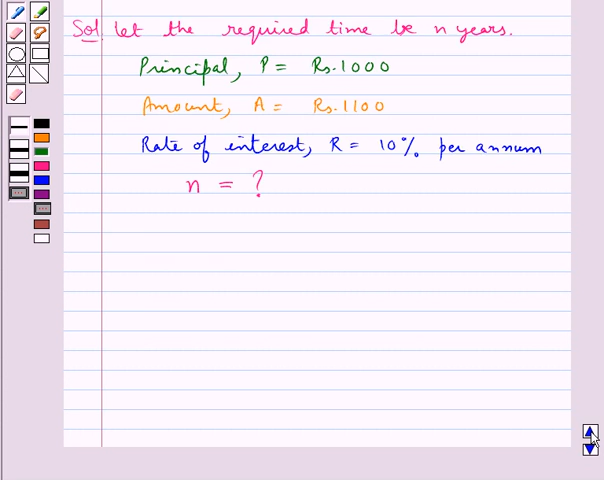 Sol let the required time be n years.
Principal, P = Rs.1000
Amount, A = Rs.1100
Rate of interest, R = 10% per annum
n = ?